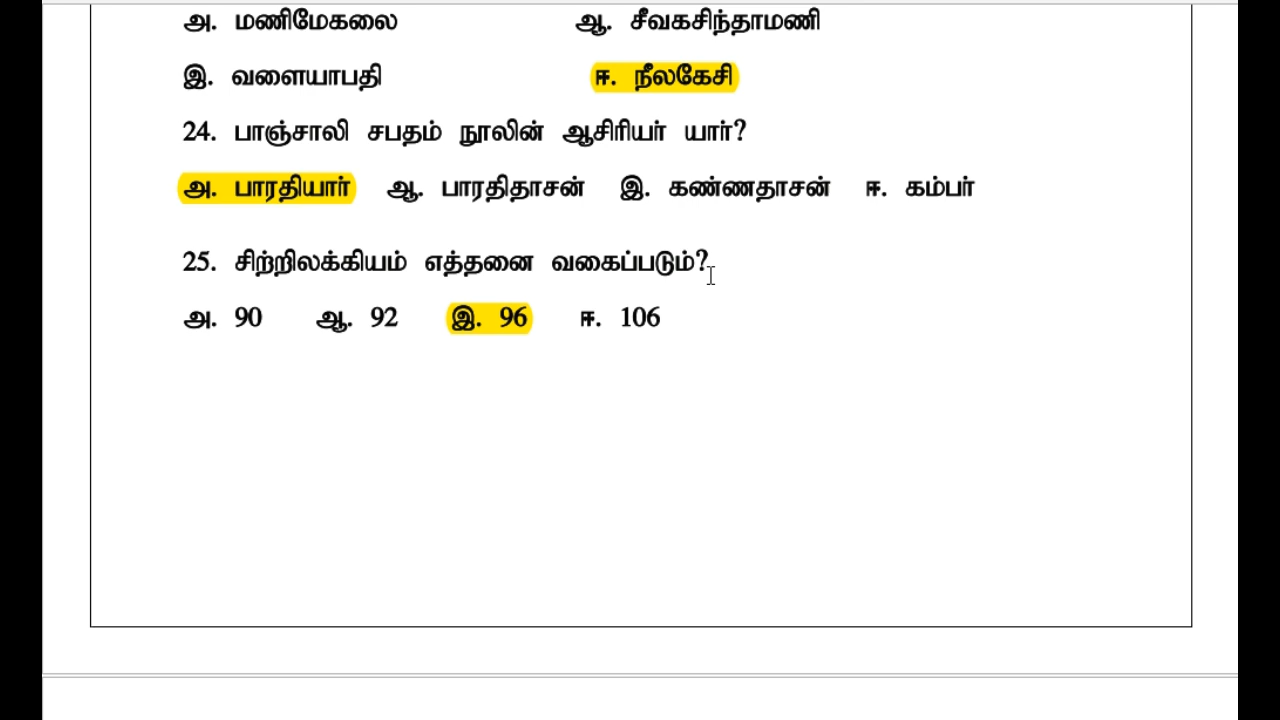 அ. மணிமேகலை ஆ. சீவகசிந்தாமணி
இ. வளையாபதி ஈ. நீலகேசி
24. பாஞ்சாலி சபதம் நூலின் ஆசிரியர் யார்?
அ. பாரதியார் ஆ. பாரதிதாசன் இ. கண்ணதாசன் ஈ. கம்பர்
25. சிற்றிலக்கியம் எத்தனை வகைப்படும்?
அ. 90 ஆ. 92 இ. 96 ஈ. 106